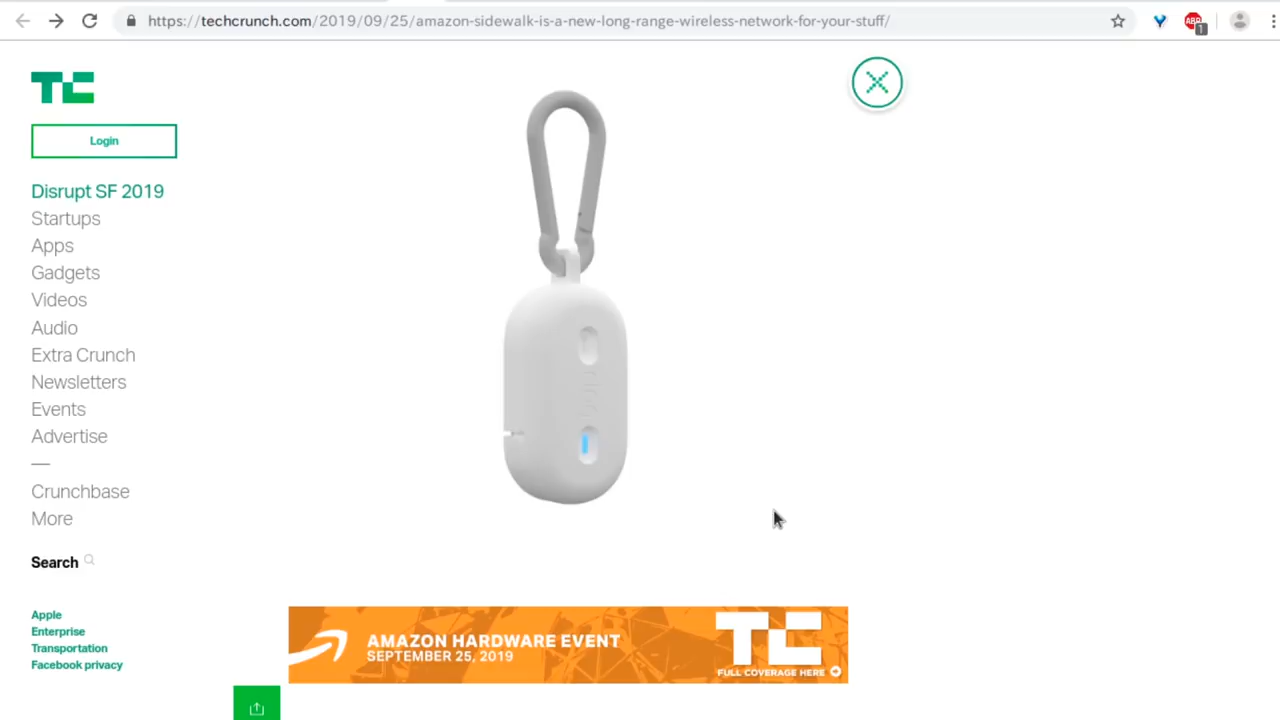 https://techcrunch.com/2019/09/25/amazon-sidewalk-is-a-new-long-range-wireless-network-for-your-stuff/
ABP
1
TC
Login
Disrupt SF 2019
Startups
Apps
Gadgets
Videos
Audio
Extra Crunch
Newsletters
Events
Advertise
—
Crunchbase
More
Search
Apple
Enterprise
Transportation
Facebook privacy
AMAZON HARDWARE EVENT
SEPTEMBER 25, 2019
TC
FULL COVERAGE HERE